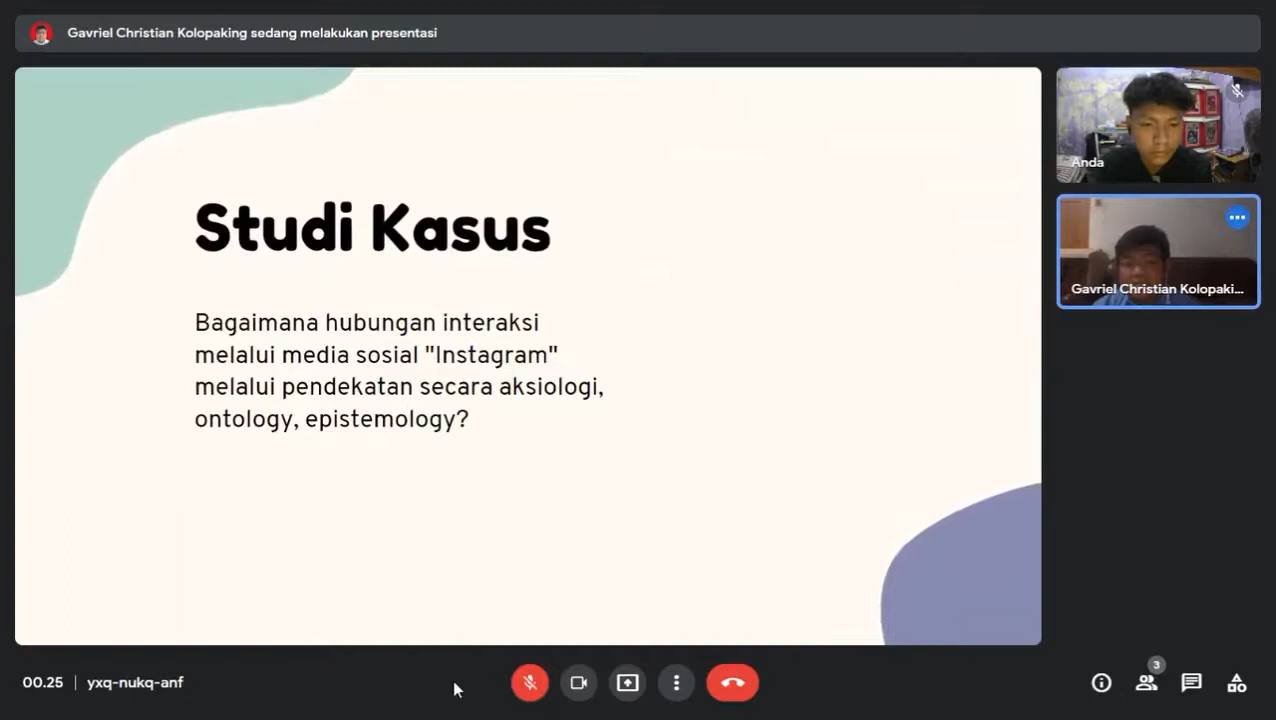 Gavriel Christian Kolopaking sedang melakukan presentasi
Anda
Studi Kasus
Gavriel Christian Kolopaki...
Bagaimana hubungan interaksi
melalui media sosial "Instagram"
melalui pendekatan secara aksiologi,
ontology, epistemology?
3
00.25 | yxq-nukq-anf